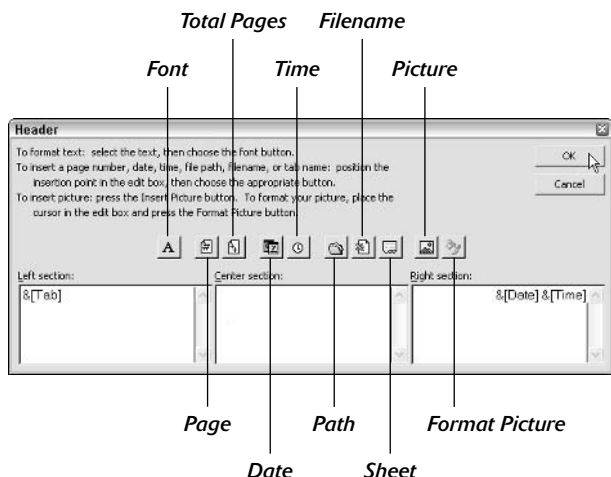 Total Pages Filename
Font Time Picture
Header
To format text: select the text, then choose the font button.
To insert a page number, date, time, file path, filename, or tab name: position the
insertion point in the edit box, then choose the appropriate button.
To insert picture: press the Insert Picture button. To format your picture, place the
cursor in the edit box and press the Format Picture button.
OK
Cancel
A
Left section:
Center section:
Right section:
&[Tab]
&[Date] &[Time]
Page Path Format Picture
Date Sheet